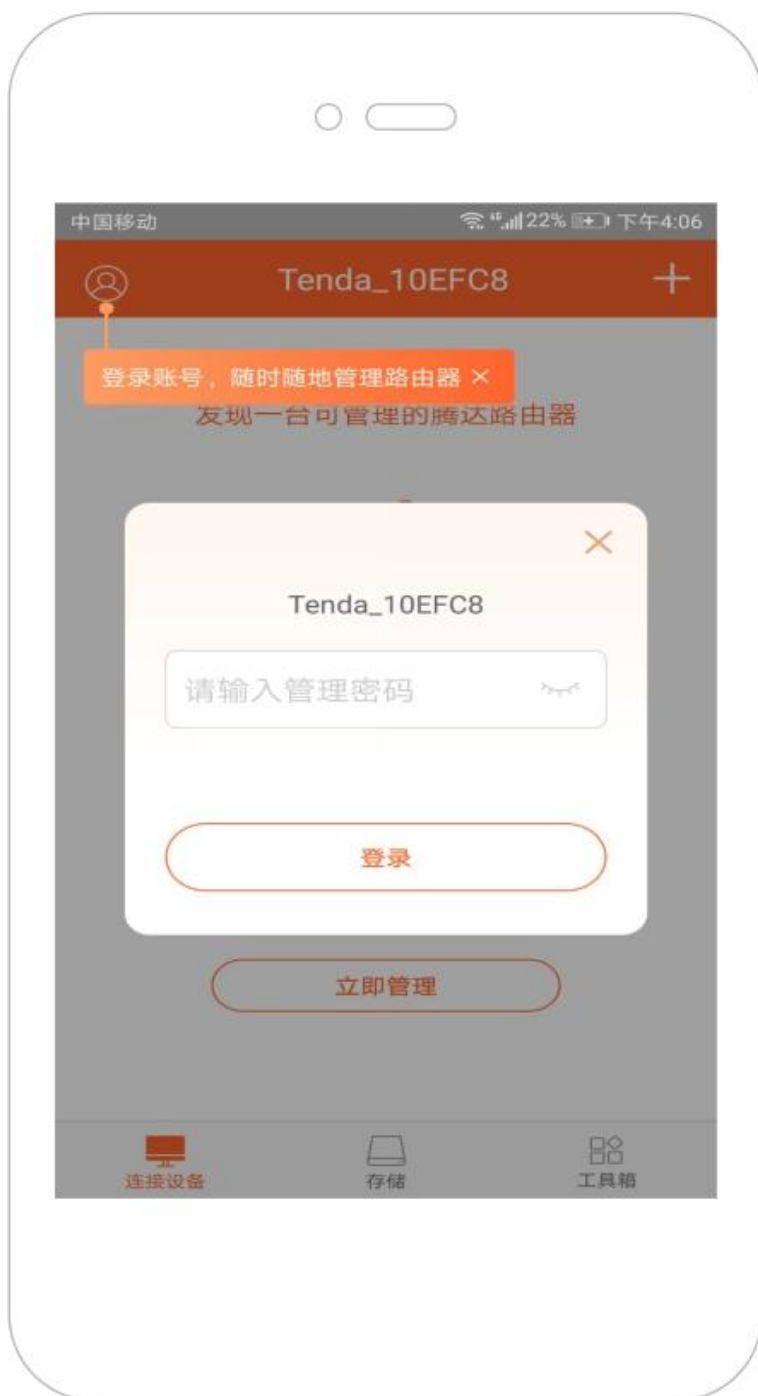 中国移动 22% 下午4:06
Tenda_10EFC8
登录账号，随时随地管理路由器
发现一台可管理的腾达路由器
Tenda_10EFC8
请输入管理密码
登录
立即管理
连接设备 存储 工具箱